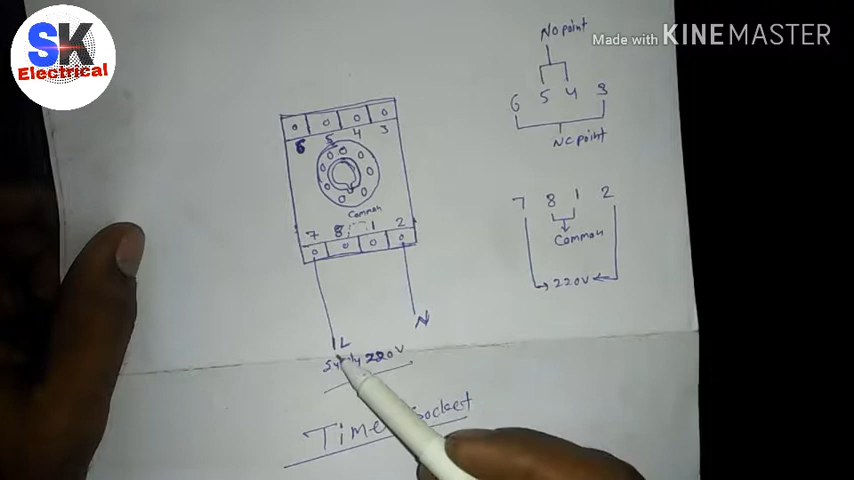 SK
Electrical
Made with KINEMASTER
No point
6 5 4 3
NC point
6 5 4 3
Common
7 8 1 2
7 8 1 2
Common
220V
L N
220V
Socket